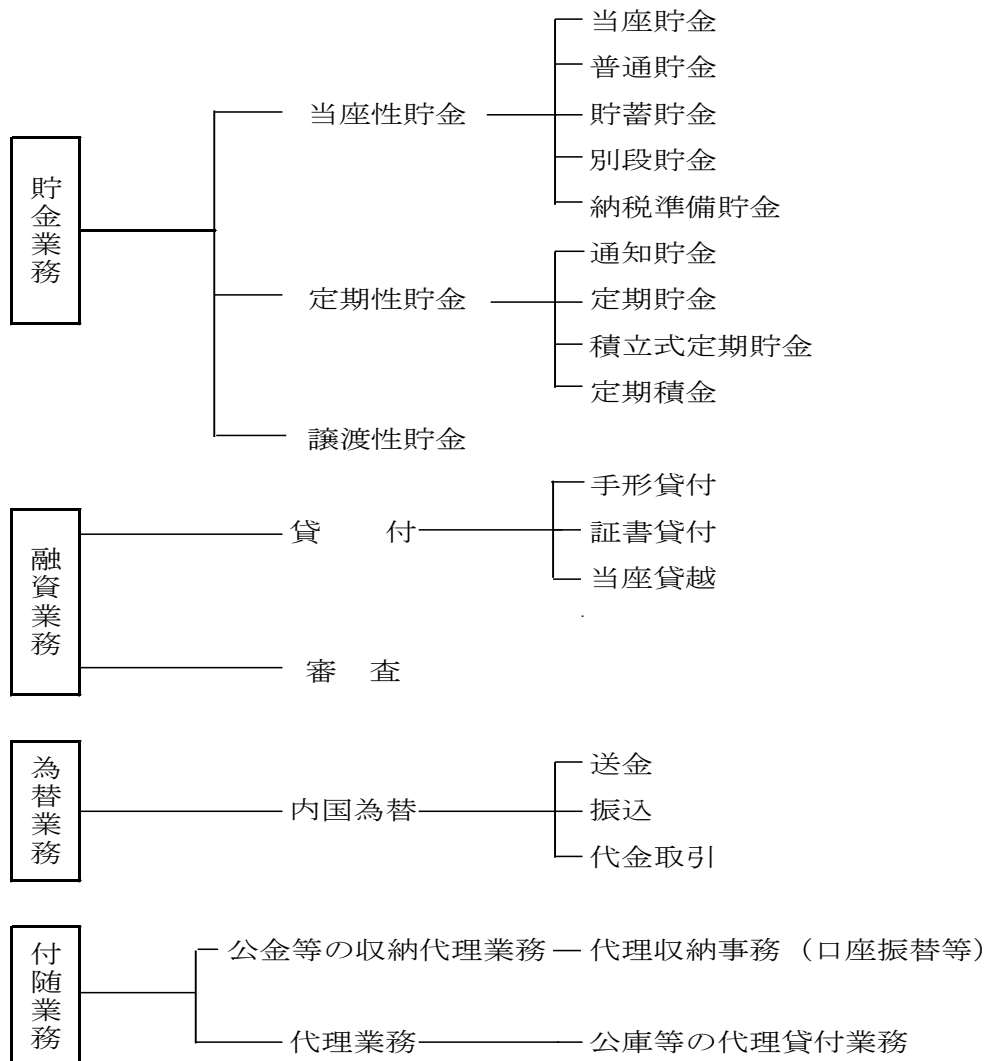 貯金業務
当座性貯金
当座貯金
普通貯金
貯蓄貯金
別段貯金
納税準備貯金
定期性貯金
通知貯金
定期貯金
積立式定期貯金
定期積金
譲渡性貯金
融資業務
貸　付
手形貸付
証書貸付
当座貸越
審　査
為替業務
内国為替
送金
振込
代金取引
付随業務
公金等の収納代理業務
代理収納事務（口座振替等）
代理業務
公庫等の代理貸付業務